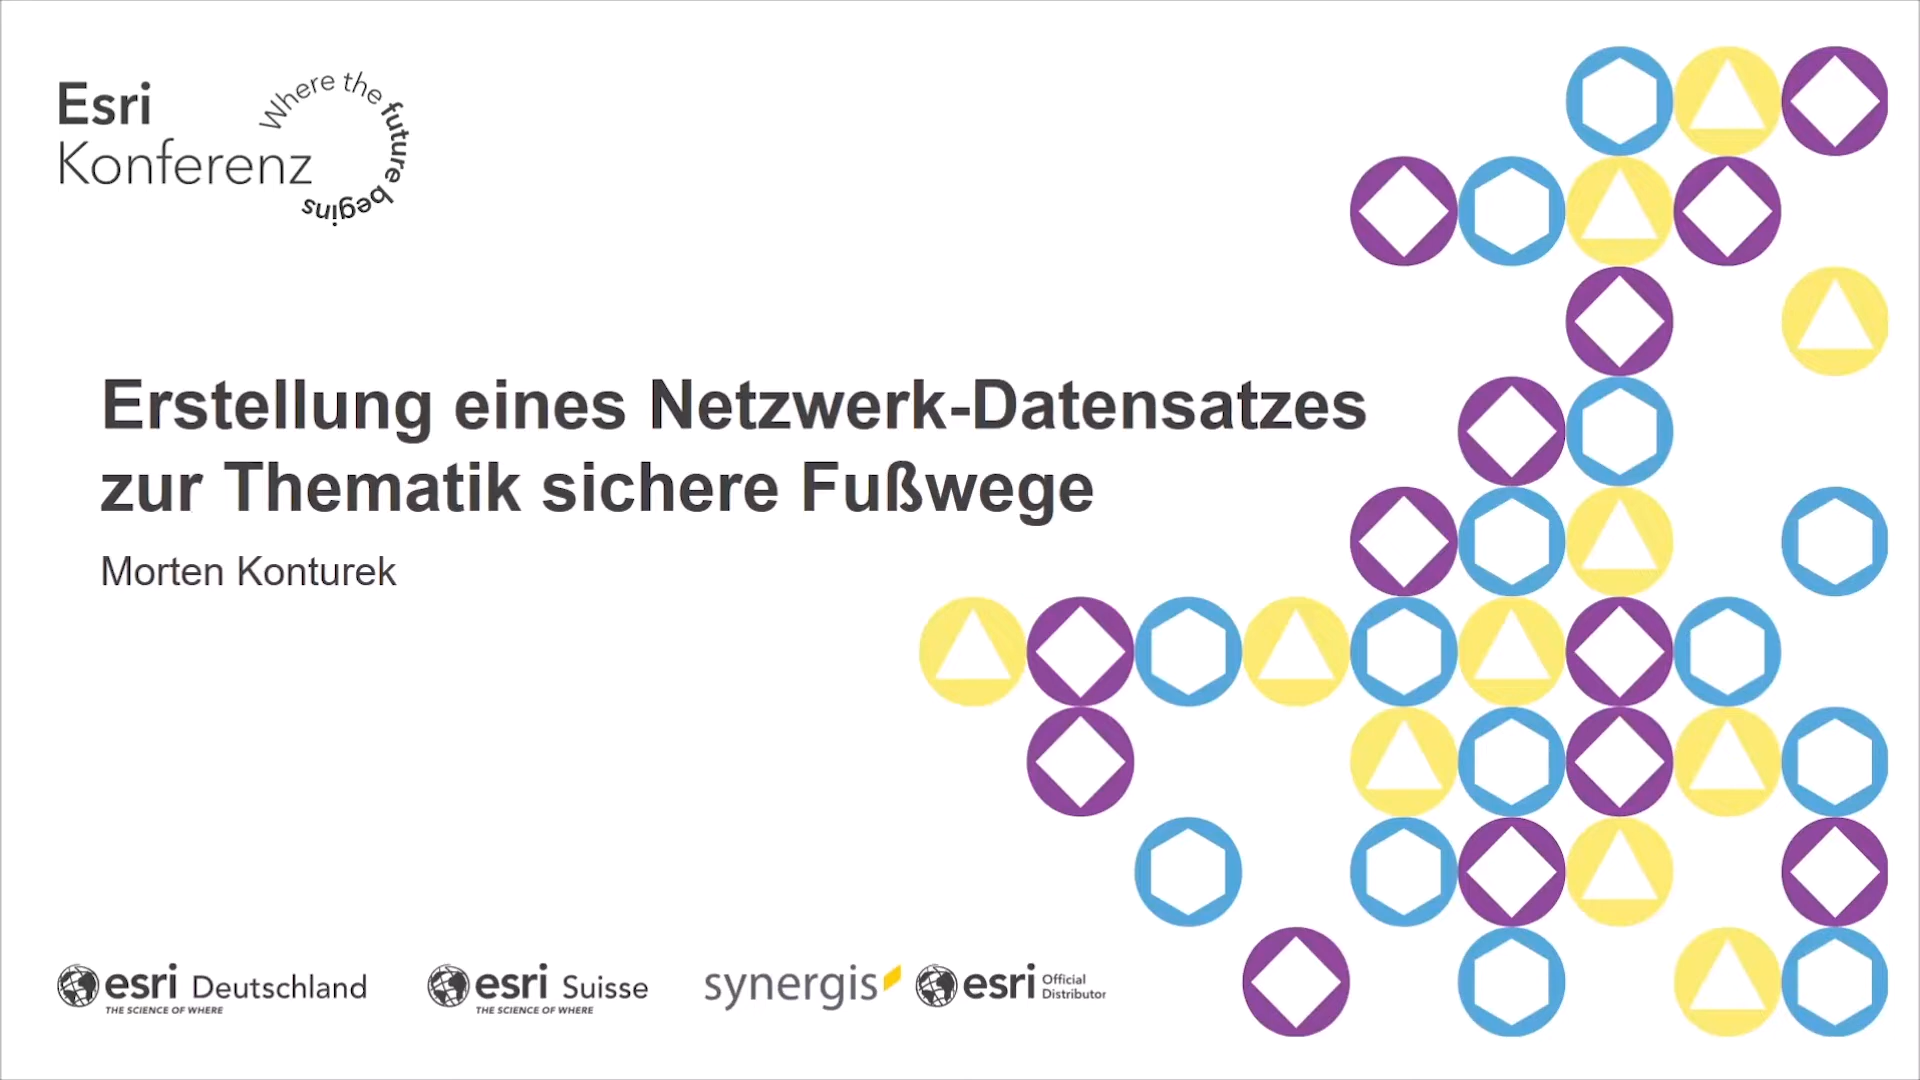 Esri
Konferenz
Where the future begins
Erstellung eines Netzwerk-Datensatzes
zur Thematik sichere Fußwege
Morten Konturek
esri Deutschland
THE SCIENCE OF WHERE
esri Suisse
THE SCIENCE OF WHERE
synergis
esri Official
Distributor